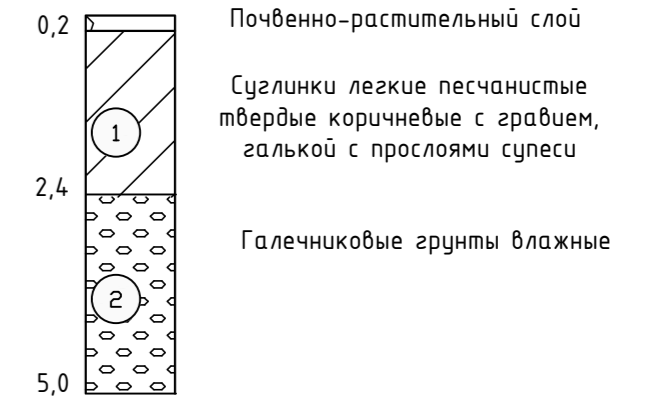 0,2
Почвенно-растительный слой
Суглинки легкие песчанистые
твердые коричневые с гравием,
галькой с прослоями супеси
1
2,4
Галечниковые грунты влажные
2
5,0